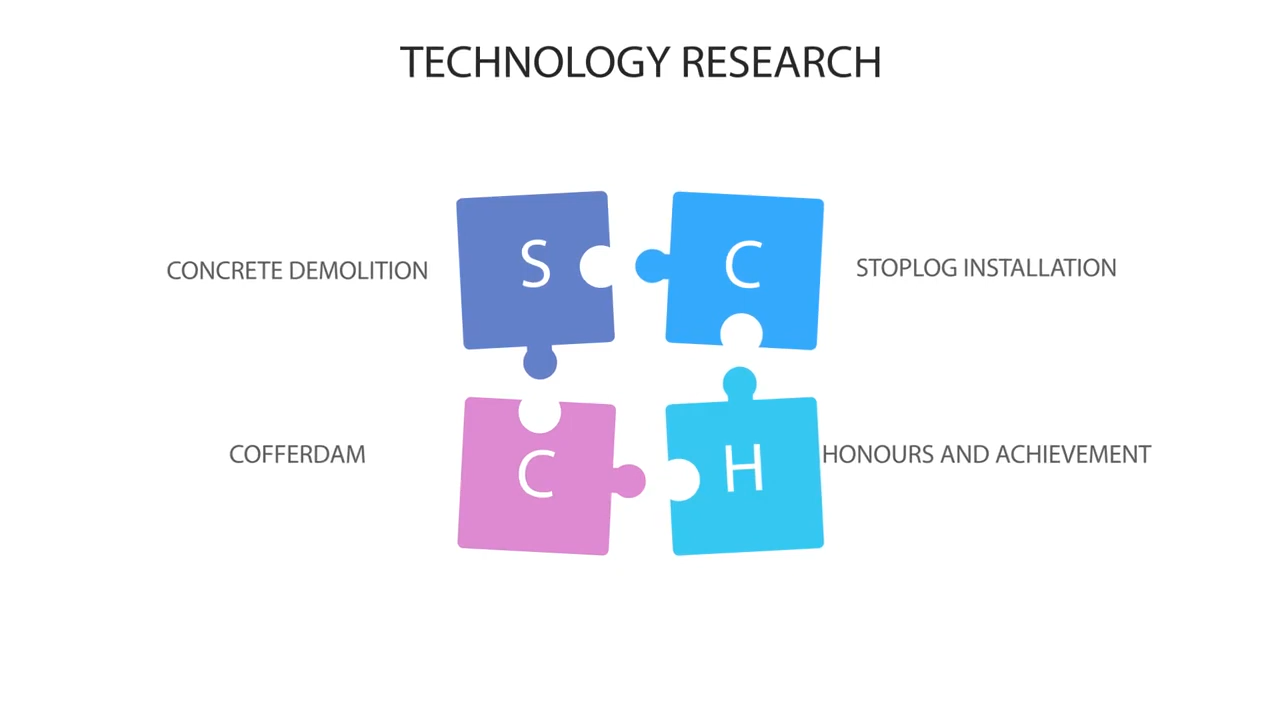 TECHNOLOGY RESEARCH
CONCRETE DEMOLITION
S
C
STOPLOG INSTALLATION
COFFERDAM
C
H
HONOURS AND ACHIEVEMENT